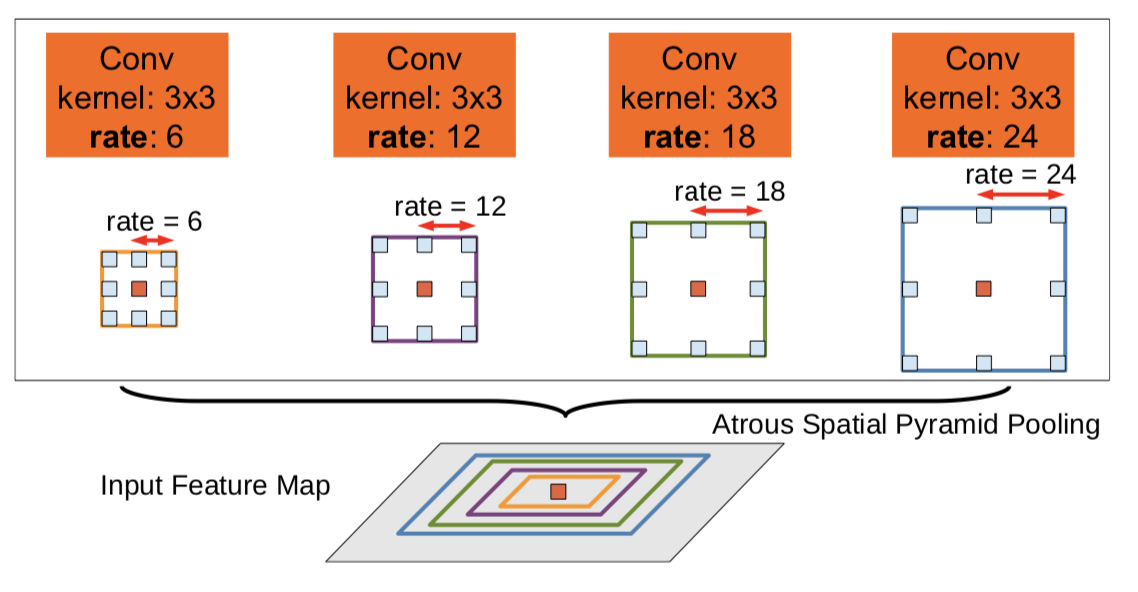 Conv
kernel: 3x3
rate: 6
Conv
kernel: 3x3
rate: 12
Conv
kernel: 3x3
rate: 18
Conv
kernel: 3x3
rate: 24
rate = 6
rate = 12
rate = 18
rate = 24
Atrous Spatial Pyramid Pooling
Input Feature Map